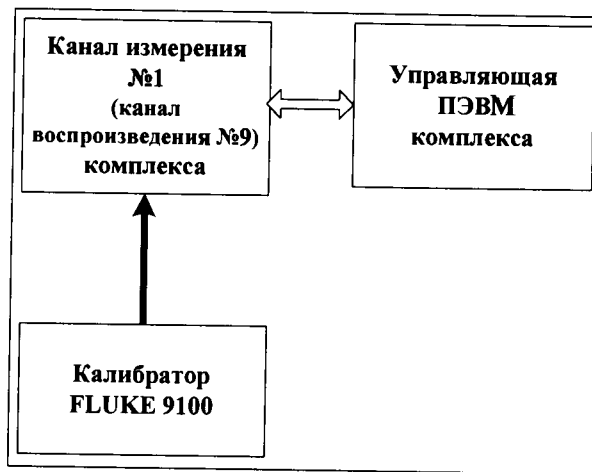 Канал измерения
№1
(канал
воспроизведения №9)
комплекса
Управляющая
ПЭВМ
комплекса
Калибратор
FLUKE 9100